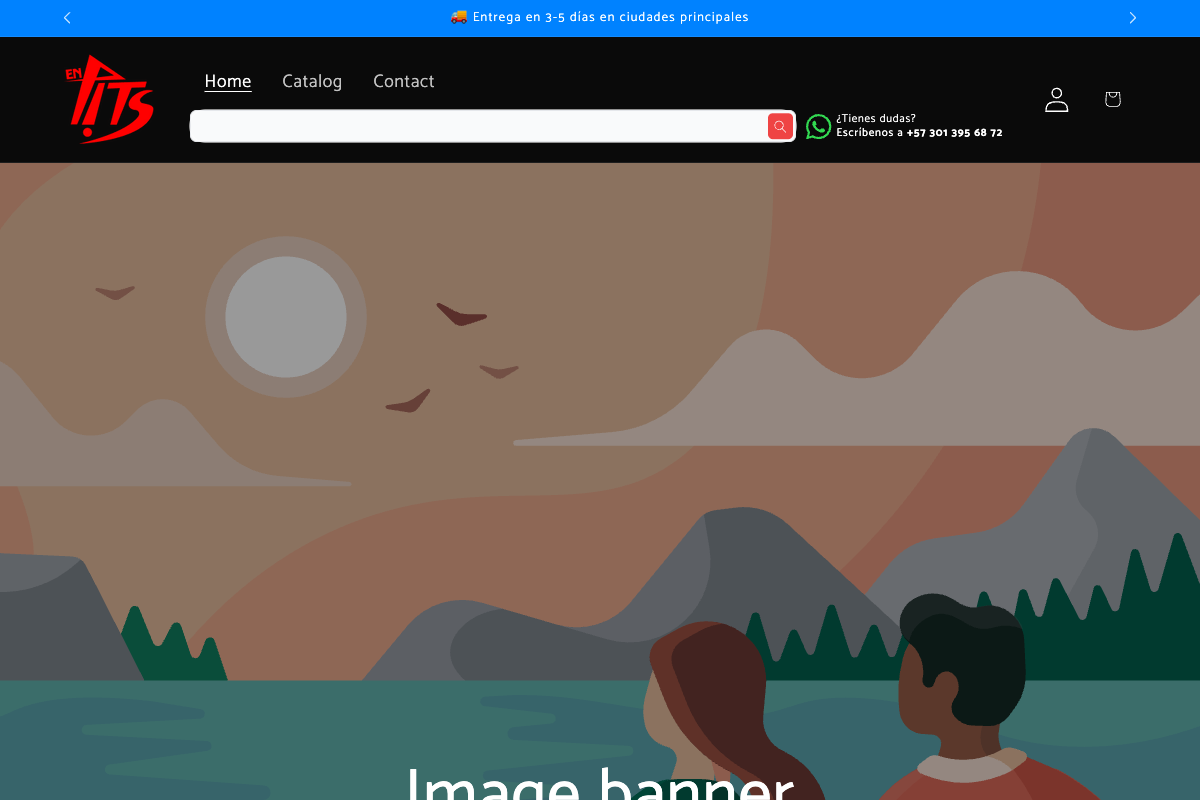 🚚 Entrega en 3-5 días en ciudades principales
EN
PITS
Home Catalog Contact
¿Tienes dudas?
Escríbenos a +57 301 395 68 72
Image banner